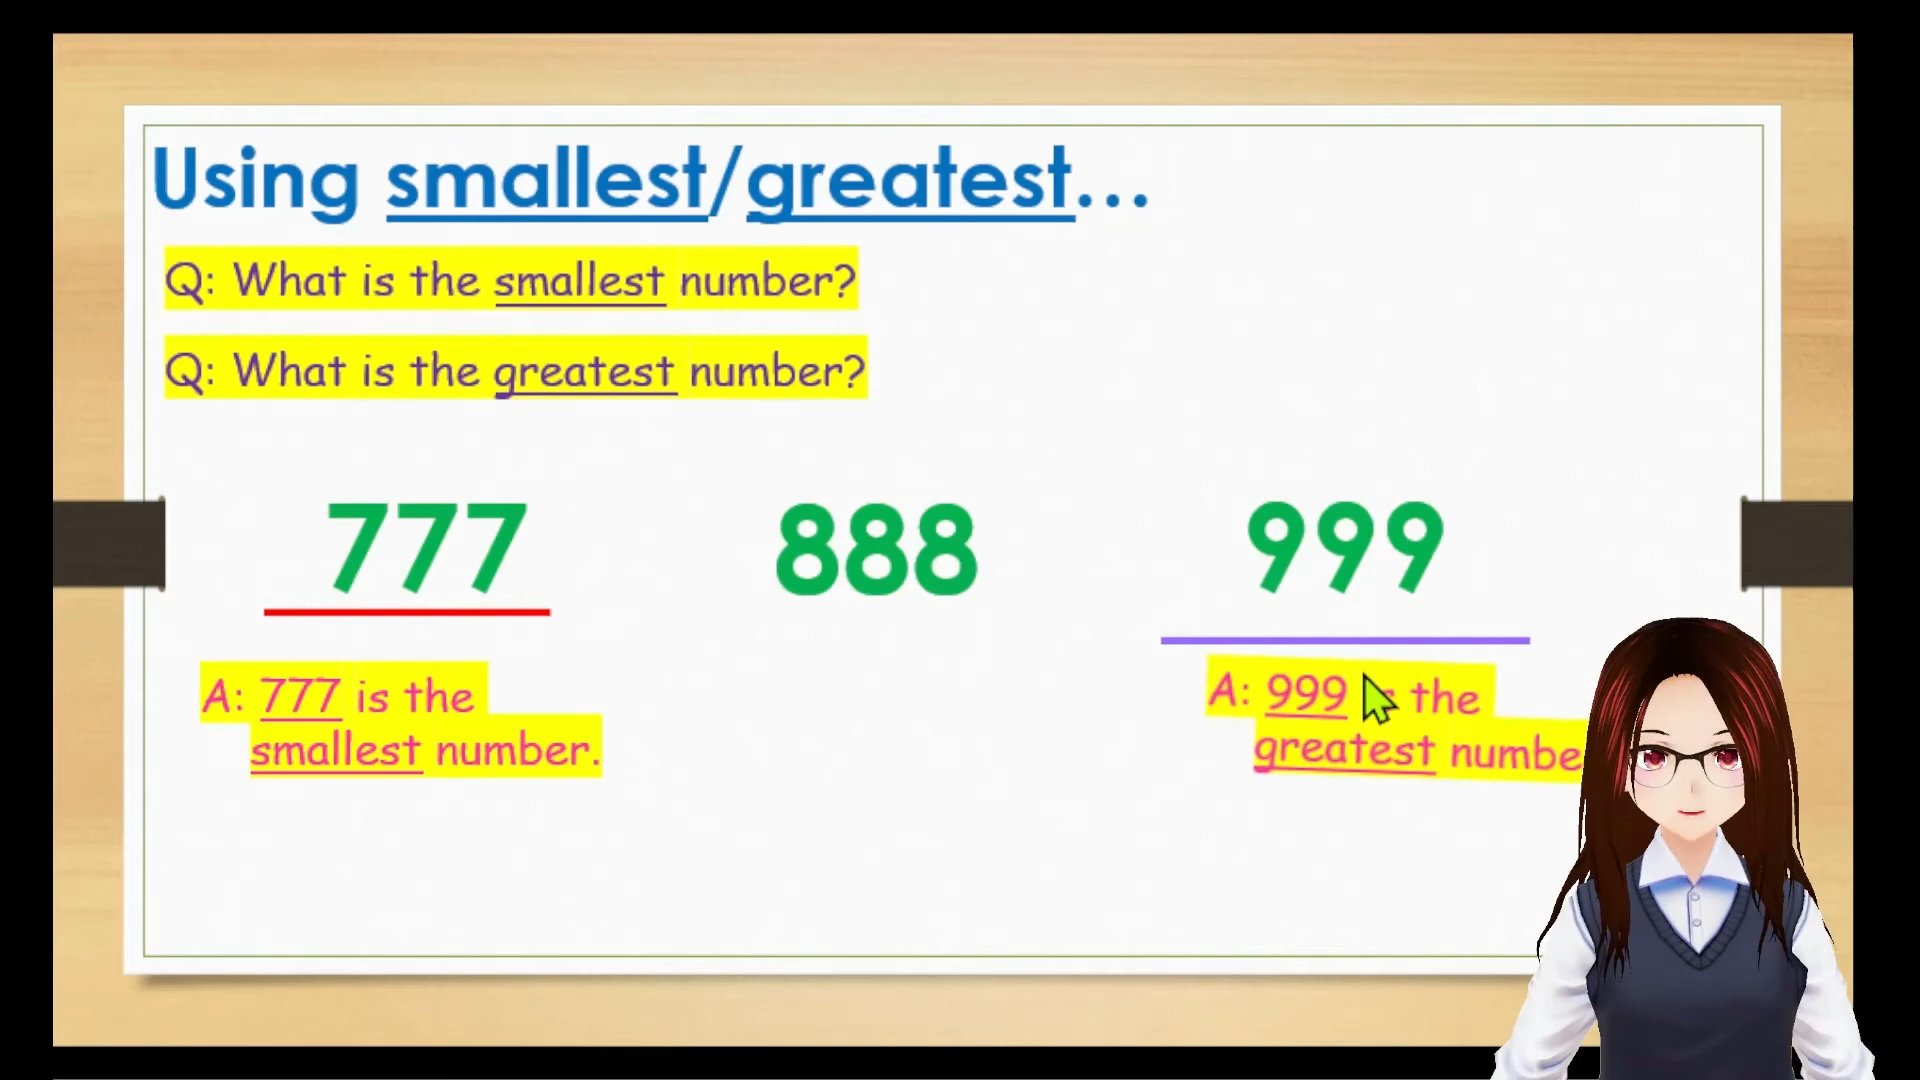 Using smallest/greatest...
Q: What is the smallest number?
Q: What is the greatest number?
777 888 999
A: 777 is the
smallest number.
A: 999 the
greatest numbe